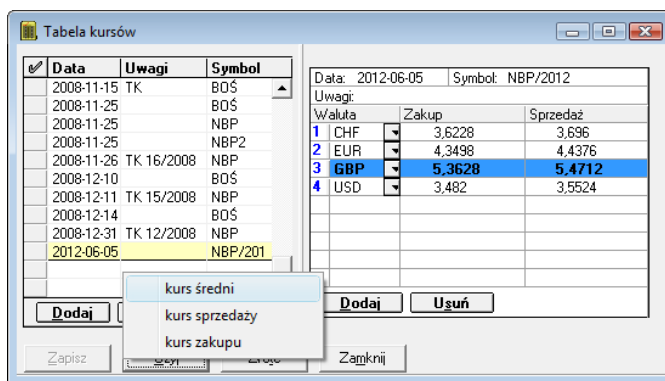 Tabela kursów
Data Uwagi Symbol
2008-11-15 TK BOŚ
2008-11-25 BOŚ
2008-11-25 NBP
2008-11-25 NBP2
2008-11-26 TK 16/2008 NBP
2008-12-10 BOŚ
2008-12-11 TK 15/2008 NBP
2008-12-14 BOŚ
2008-12-31 TK 12/2008 NBP
2012-06-05 NBP/201
Dodaj
kurs średni
kurs sprzedaży
kurs zakupu
Data: 2012-06-05 Symbol: NBP/2012
Uwagi:
Waluta Zakup Sprzedaż
1 CHF 3,6228 3,696
2 EUR 4,3498 4,4376
3 GBP 5,3628 5,4712
4 USD 3,482 3,5524
Dodaj Usuń
Zapisz Zamknij